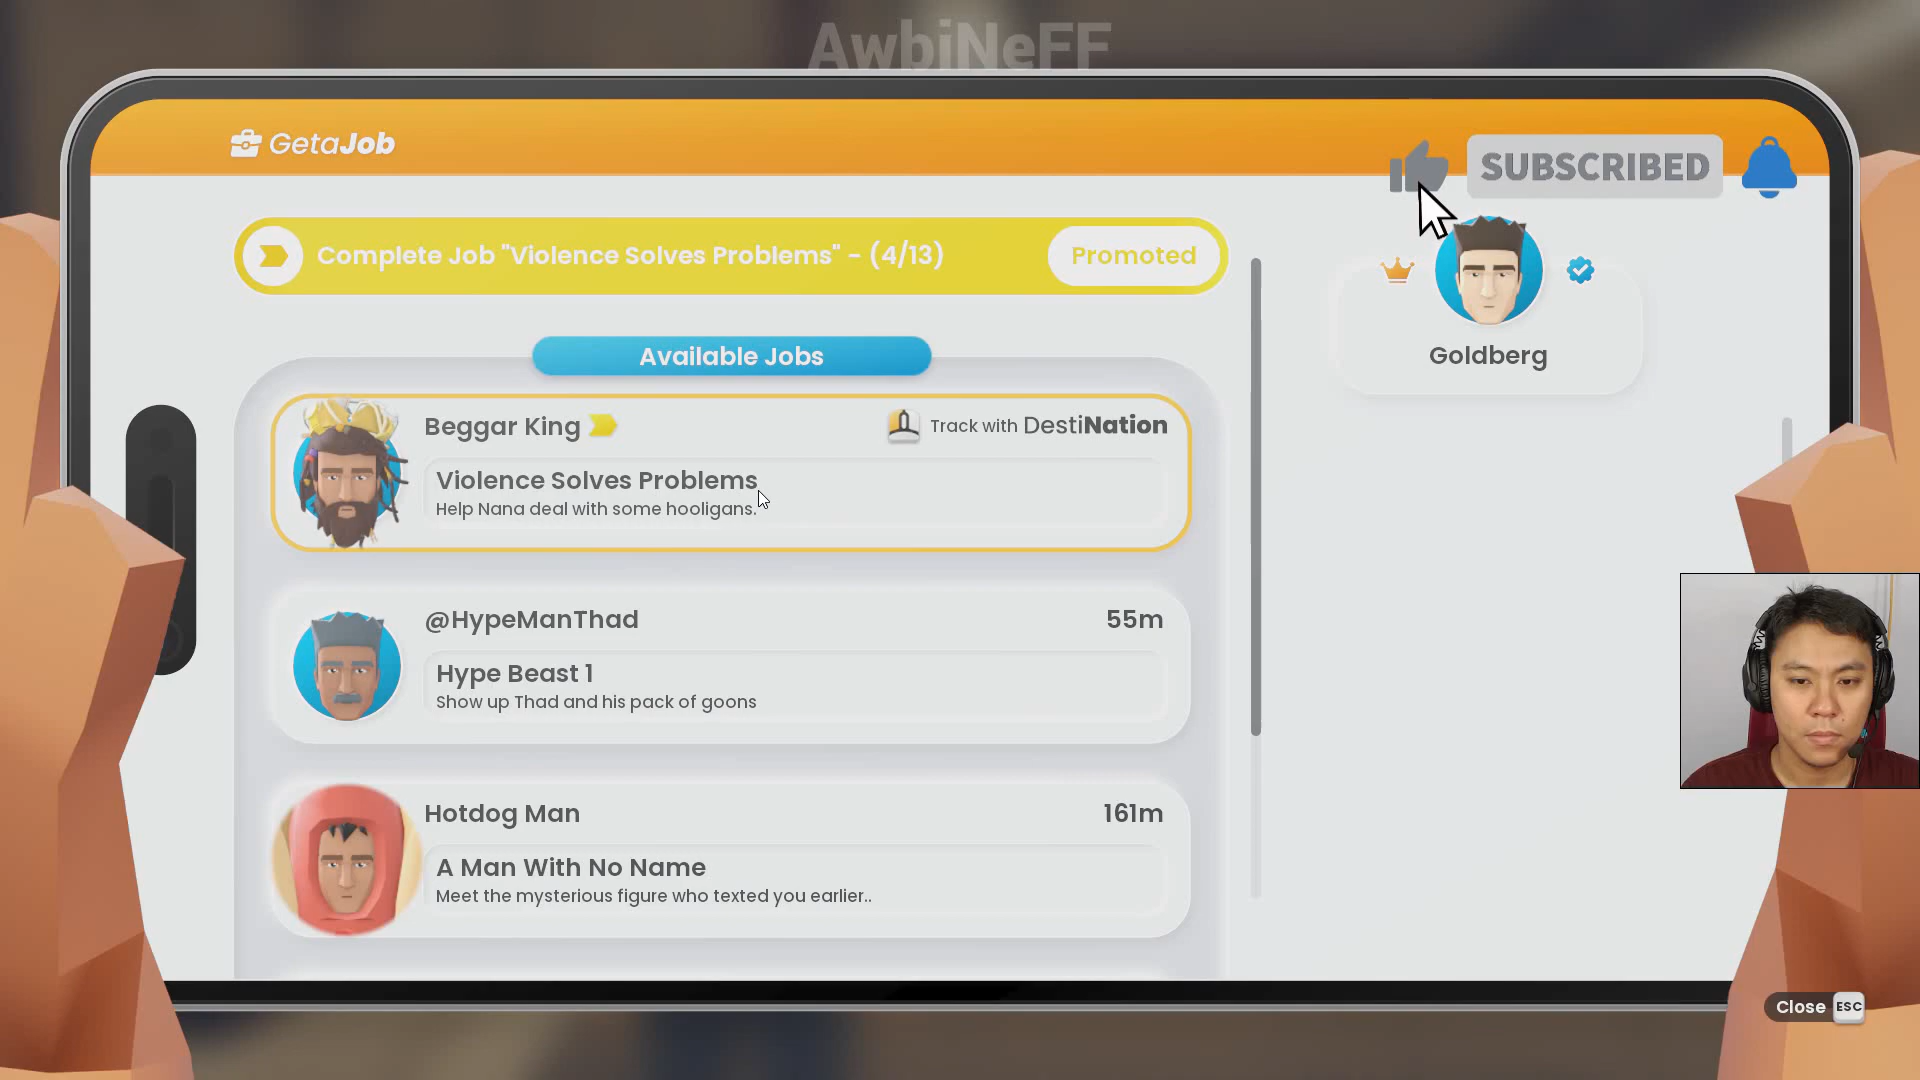 AwbiNeFF
GetaJob
SUBSCRIBED
Complete Job "Violence Solves Problems" - (4/13)
Promoted
Goldberg
Available Jobs
Beggar King
Track with DestiNation
Violence Solves Problems
Help Nana deal with some hooligans.
@HypeManThad
55m
Hype Beast 1
Show up Thad and his pack of goons
Hotdog Man
161m
A Man With No Name
Meet the mysterious figure who texted you earlier..
Close ESC